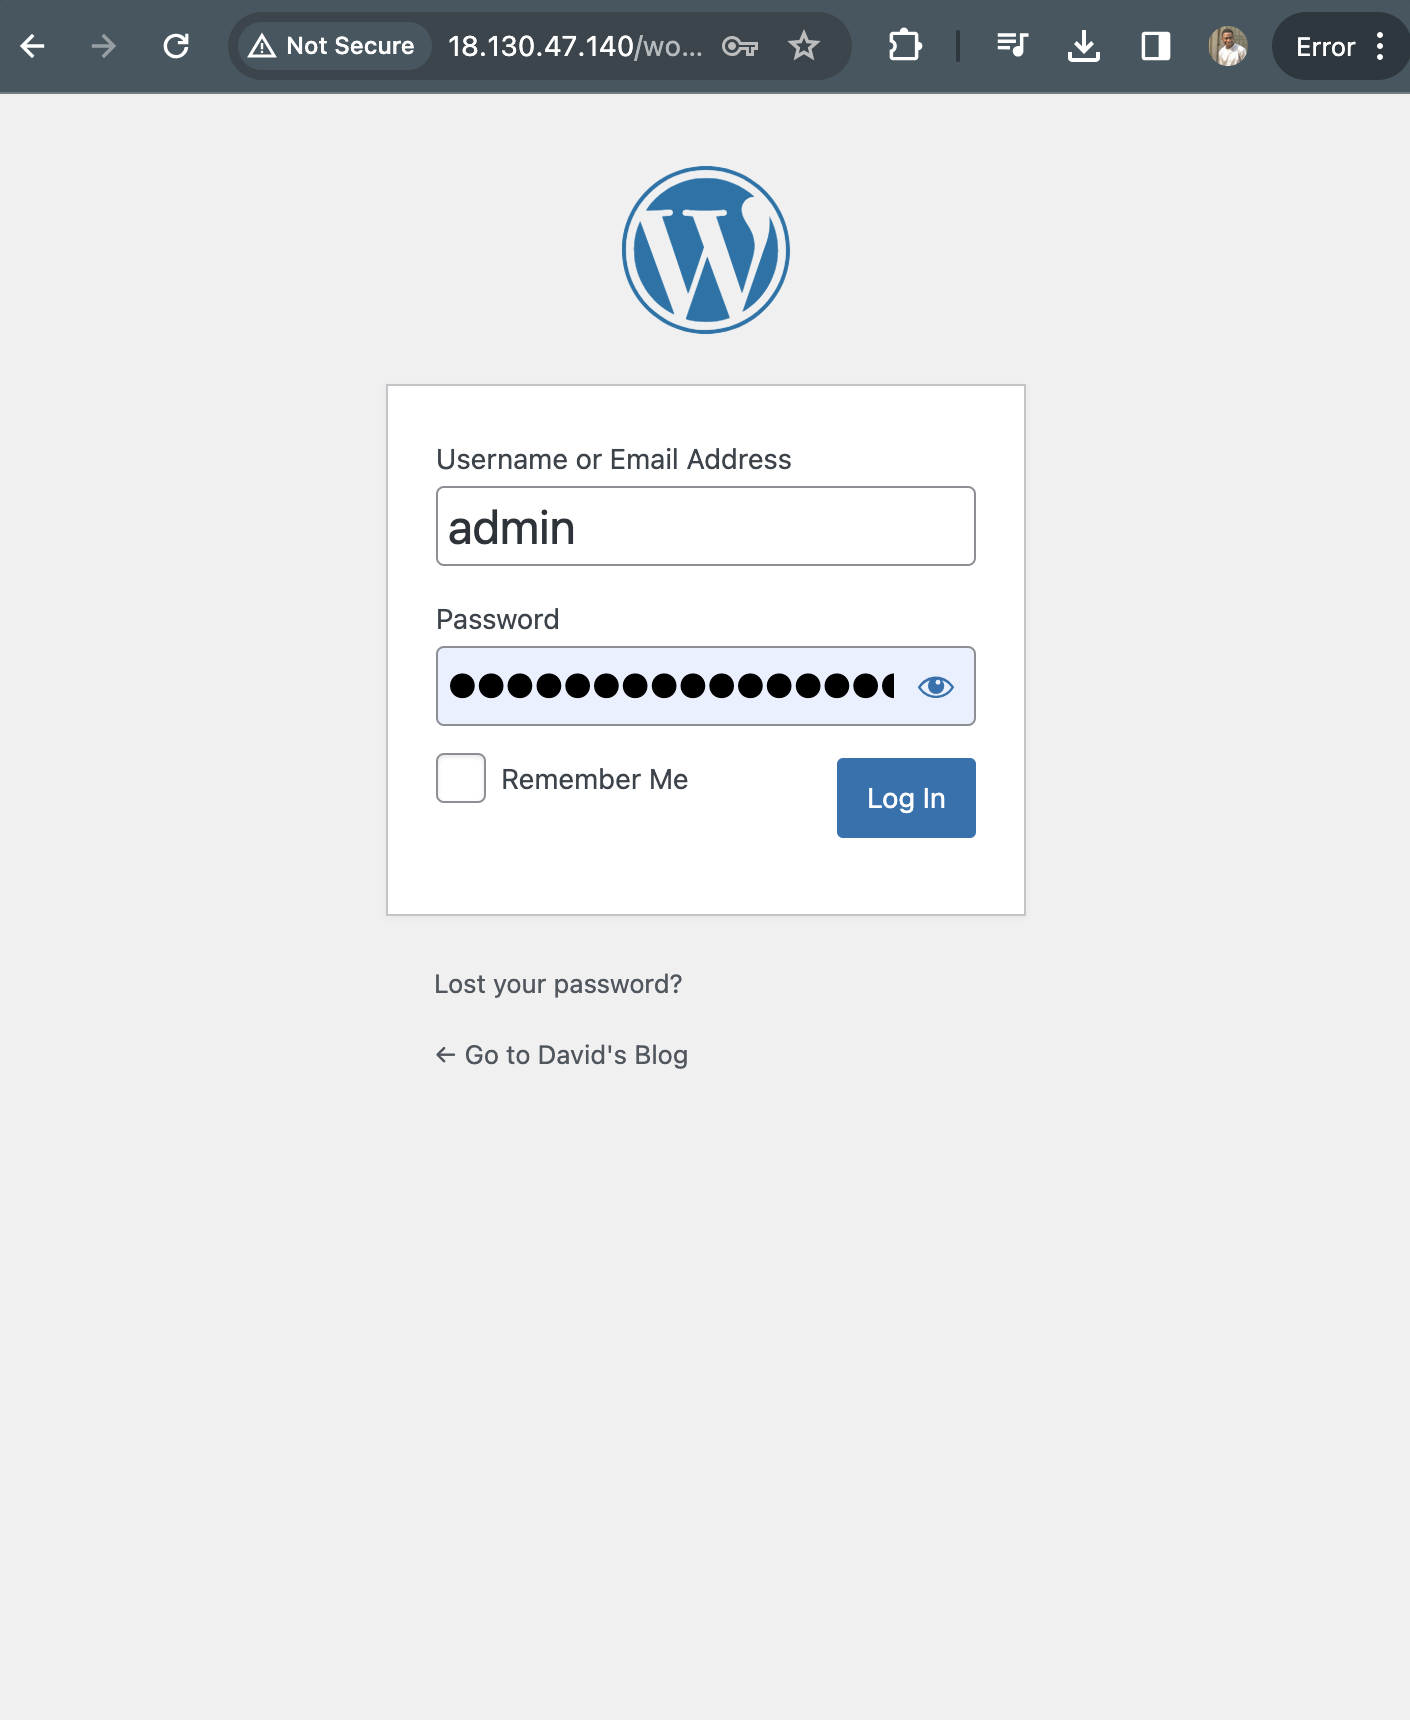 Not Secure 18.130.47.140/wo... Error
Username or Email Address
admin
Password
Remember Me
Log In
Lost your password?
← Go to David's Blog